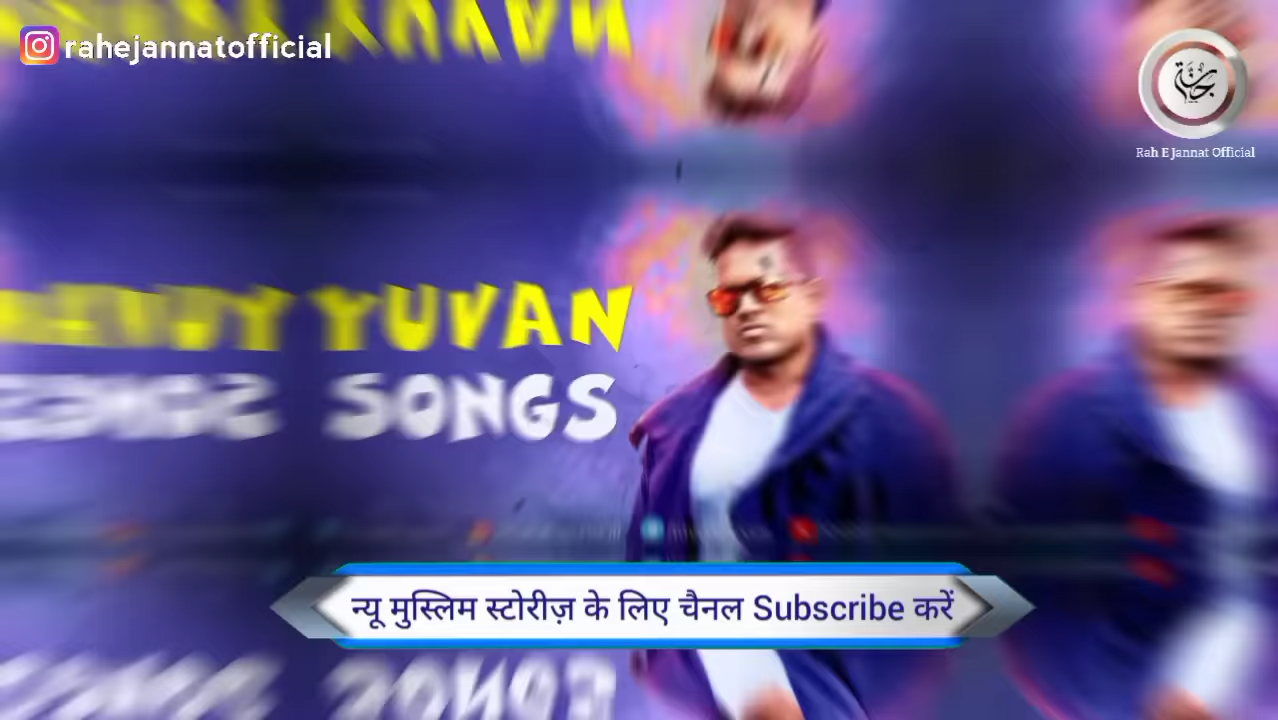 rahejannatofficial
Rah E Jannat Official
YUVAN
SONGS
न्यू मुस्लिम स्टोरीज़ के लिए चैनल Subscribe करें